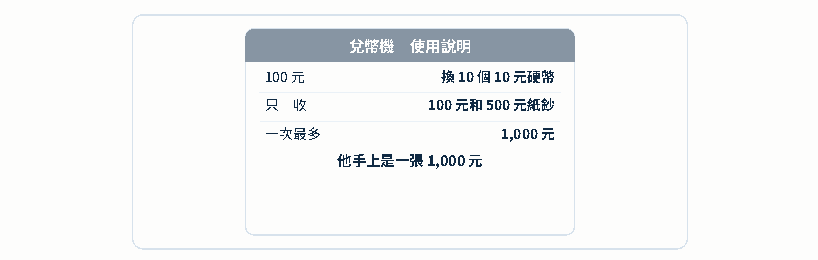 兌幣機　使用說明
100 元　換 10 個 10 元硬幣
只　收　100 元和 500 元紙鈔
一次最多　1,000 元
他手上是一張 1,000 元